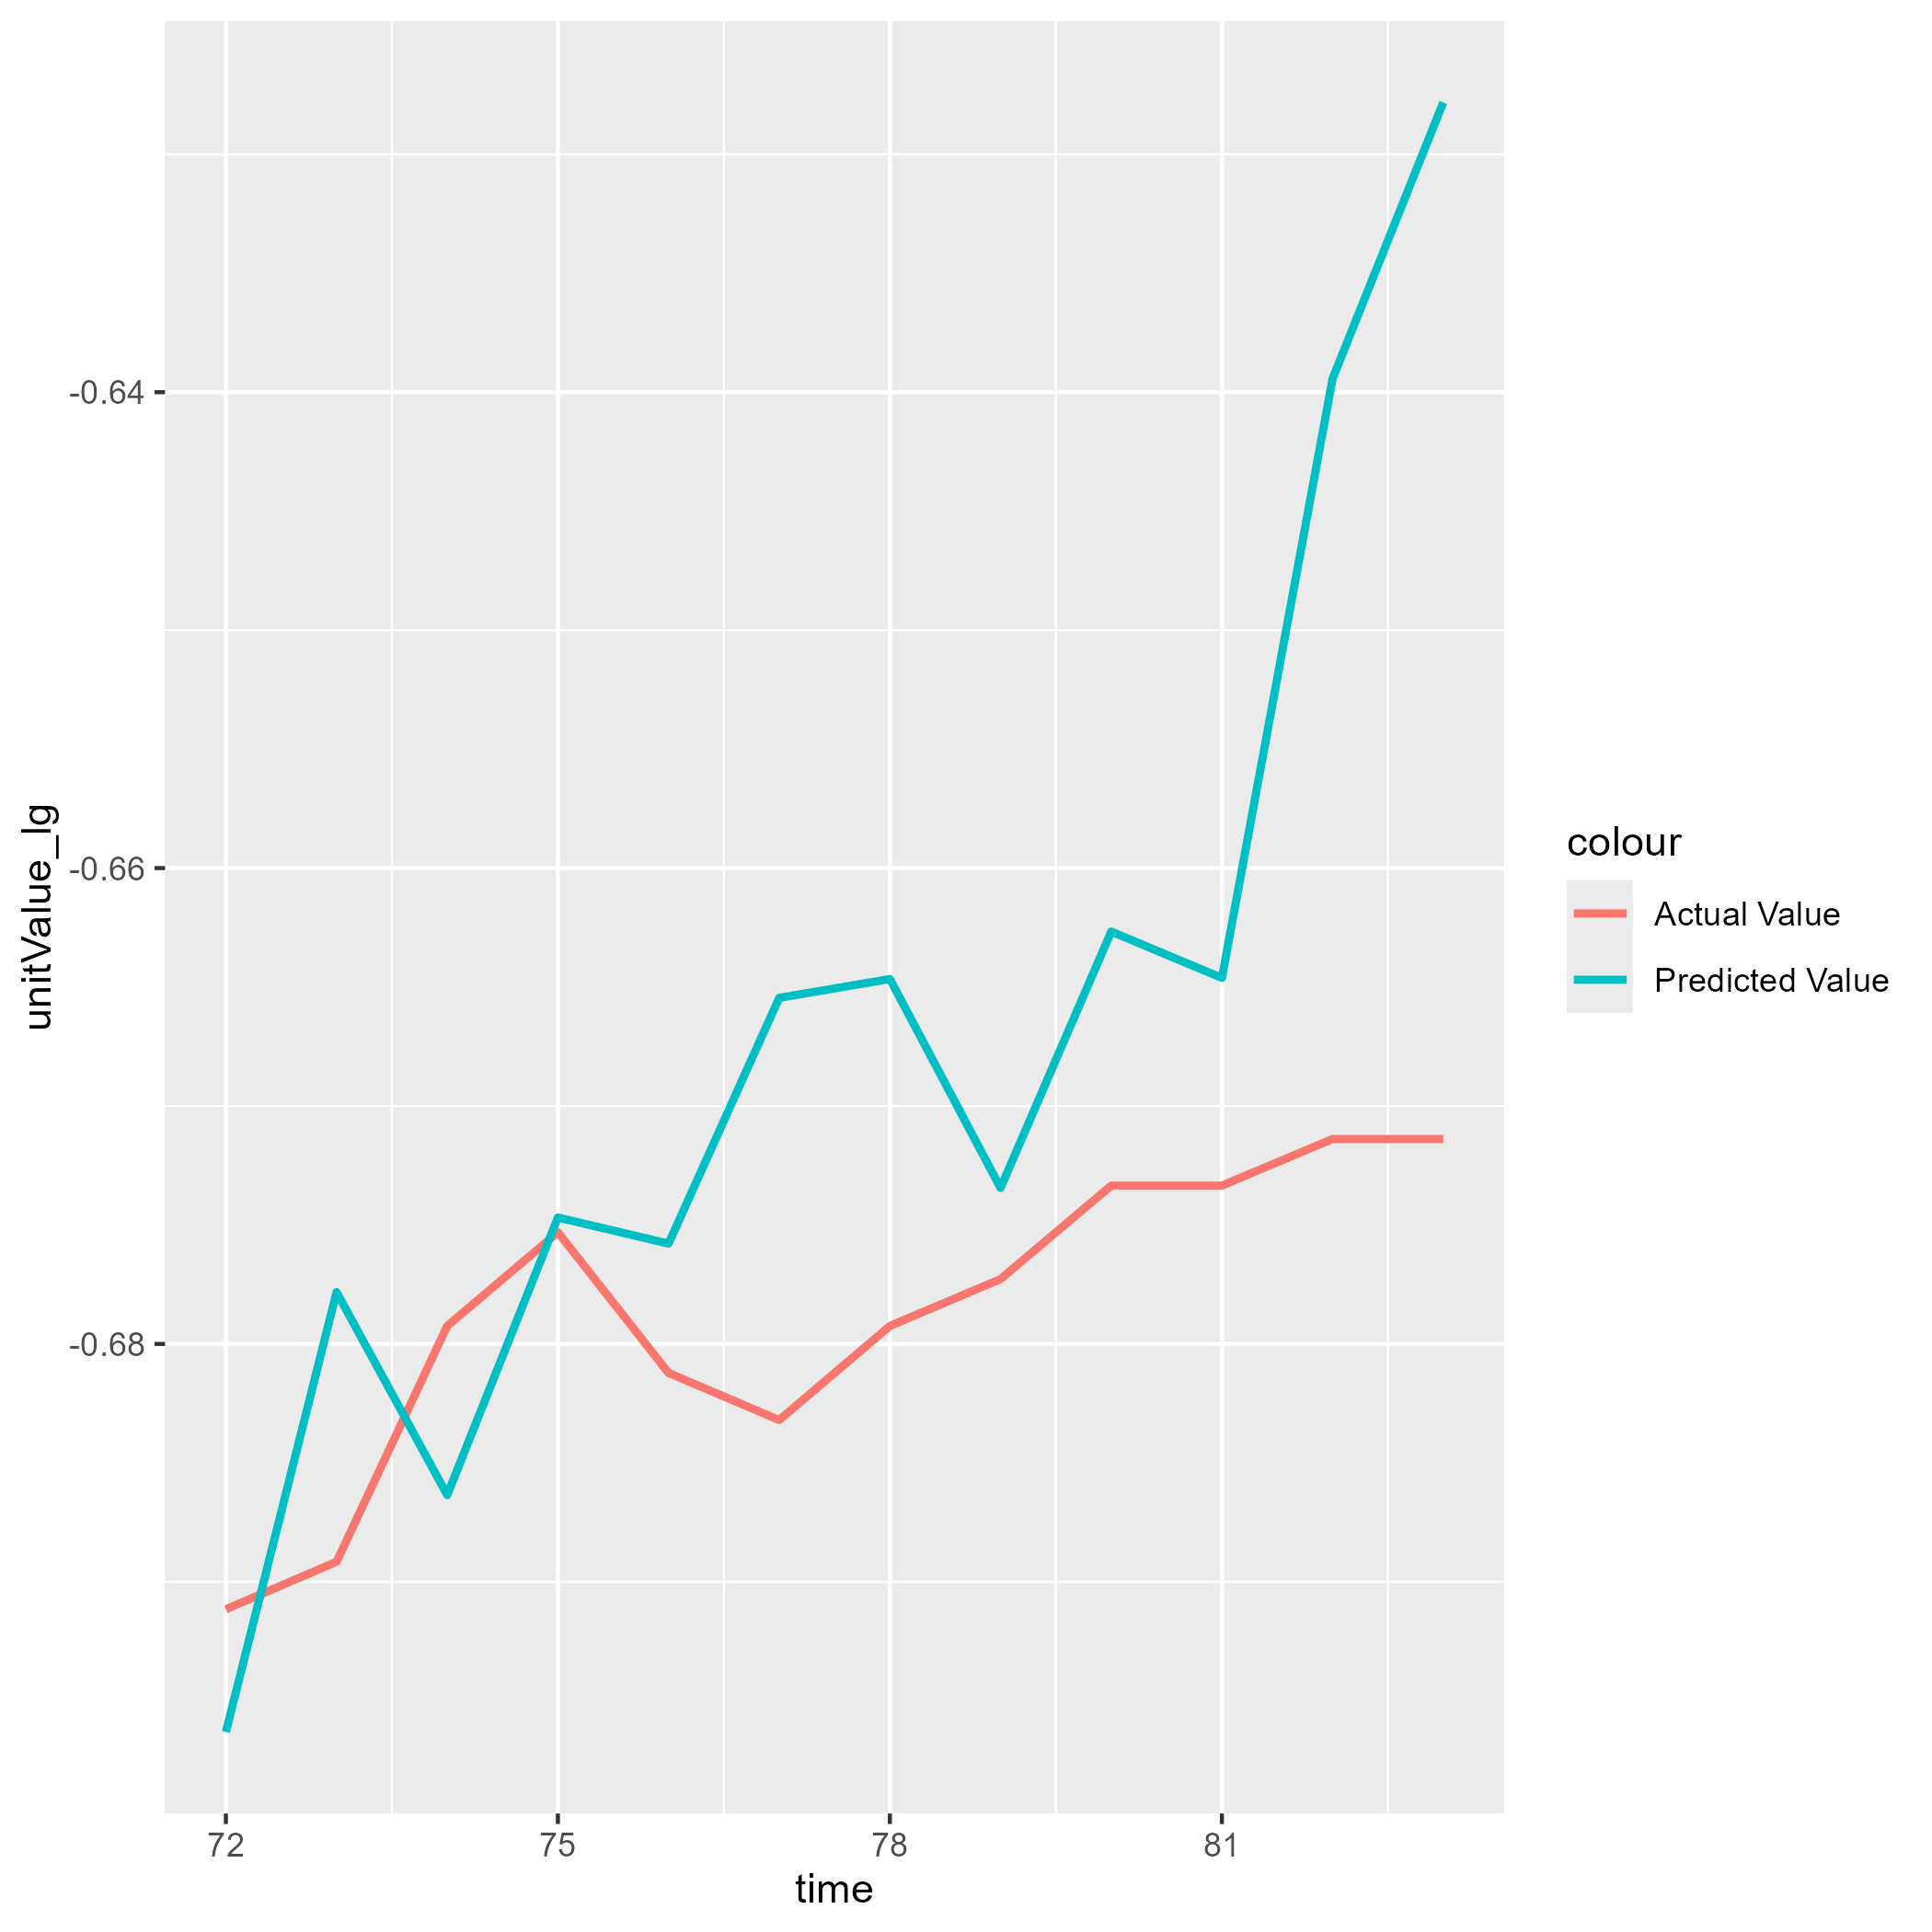 -0.64
-0.66
-0.68
unitValue_lg
72
75
78
81
time
colour
Actual Value
Predicted Value